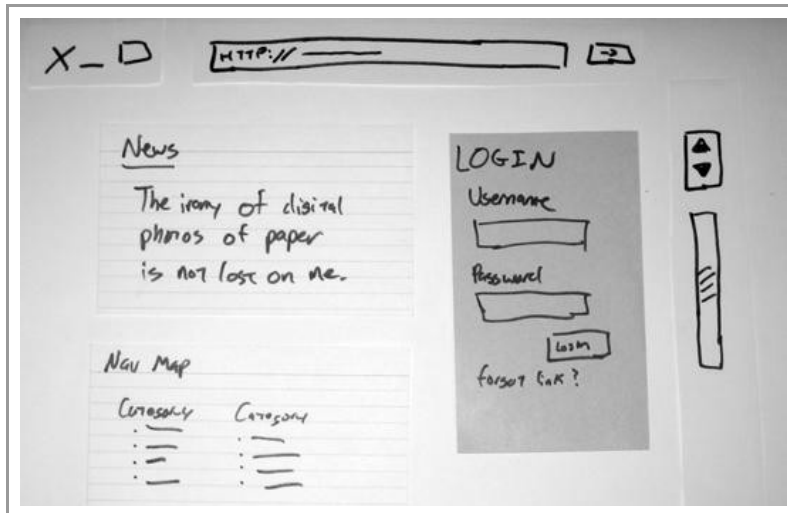 X _ D
HTTP://
News
The irony of digital
photos of paper
is not lost on me.
LOGIN
Username
Password
Login
forgot link?
Nav Map
Category Category